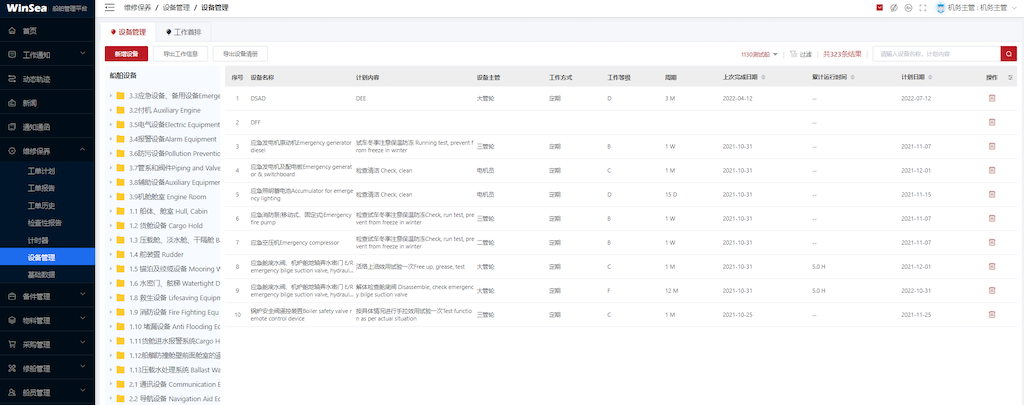 WinSea 船舶管理平台
维修保养 / 设备管理 / 设备管理
机务主管 : 机务主管
首页
工作通知
动态轨迹
新闻
通知通函
维修保养
工单计划
工单报告
工单历史
检查性报告
计时器
设备管理
基础数据
备件管理
物料管理
采购管理
修船管理
船员管理
设备管理 工作首排
新增设备 导出工作信息 导出设备清册
1130测试船 过滤 共323条结果 请输入设备名称、计划内容
船舶设备
3.3应急设备、备用设备Emerge
3.2付机 Auxiliary Engine
3.5电气设备Electric Equipment
3.4报警设备Alarm Equipment
3.6防污设备Pollution Preventio
3.7管系和阀件Piping and Valve
3.8辅助设备Auxiliary Equipmer
3.9机舱舱室 Engine Room
1.1 船体、舱室 Hull, Cabin
1.2 货舱设备 Cargo Hold
1.3 压载舱、淡水舱、干隔舱 Ba
1.4 舵装置 Rudder
1.5 锚泊及绞缆设备 Mooring W
1.6 水密门、舷梯 Watertight D
1.8 救生设备 Lifesaving Equipn
1.9 消防设备 Fire Fighting Equ
1.10 堵漏设备 Anti Flooding Ec
1.11货舱进水报警系统Cargo H
1.12船艏防撞舱壁前面舱室的进
1.13压载水处理系统 Ballast Wa
2.1 通讯设备 Communication E
2.2 导航设备 Navigation Aid Ec
序号 设备名称 计划内容 设备主管 工作方式 工作等级 周期 上次完成日期 累计运行时间 计划日期 操作
1 DSAD DEE 大管轮 定期 D 3 M 2022-04-12 --- 2022-07-12
2 DFF ---
3 应急发电机原动机Emergency generator diesel 试车冬季注意保温防冻 Running test, prevent from freeze in winter 三管轮 定期 B 1 W 2021-10-31 --- 2021-11-07
4 应急发电机及配电板Emergency generator & switchboard 检查清洁 Check, clean 电机员 定期 C 1 M 2021-10-31 --- 2021-12-01
5 应急照明蓄电池Accumulator for emergency lighting 检查清洁 Check, clean 电机员 定期 D 15 D 2021-10-31 --- 2021-11-15
6 应急消防泵(移动式、固定式)Emergency fire pump 检查试车冬季注意保温防冻Check, run test, prevent from freeze in winter 三管轮 定期 B 1 W 2021-10-31 --- 2021-11-07
7 应急空压机Emergency compressor 检查试车冬季注意保温防冻Check, run test, prevent from freeze in winter 二管轮 定期 B 1 W 2021-10-31 --- 2021-11-07
8 应急舱底水阀、机炉舱地轴弄水密门 E/R emergency bilge suction valve, hydraul... 活络上油效用试验一次Free up, grease, test 大管轮 定期 C 1 M 2021-10-31 5.0 H 2021-12-01
9 应急舱底水阀、机炉舱地轴弄水密门 E/R emergency bilge suction valve, hydraul... 解体检查舱底阀 Disassemble, check emergency bilge suction valve 大管轮 定期 F 12 M 2021-10-31 5.0 H 2022-10-31
10 锅炉安全阀遥控装置Boiler safety valve remote control device 按具体情况进行手拉效用试验一次Test function as per actual situation 三管轮 定期 C 1 M 2021-10-25 --- 2021-11-25